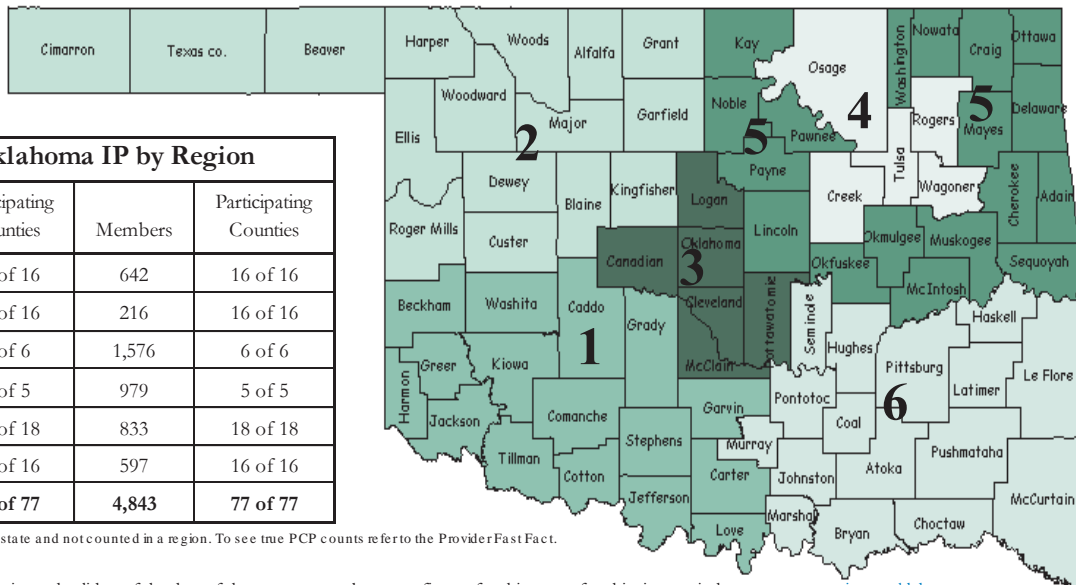 Cimarron
Texas co.
Beaver
Harper
Woods
Alfalfa
Grant
Kay
Osage
Washington
Nowata
Craig
Ottawa
Woodward
Ellis
Major
Garfield
Noble
Pawnee
Rogers
Mayes
Delaware
2
4
5
5
Dewey
Blaine
Kingfisher
Logan
Payne
Creek
Tulsa
Wagoner
Cherokee
Adair
Roger Mills
Custer
Canadian
Oklahoma
3
Lincoln
Okmulgee
Muskogee
Okfuskee
Sequoyah
McIntosh
Beckham
Washita
Caddo
Grady
Cleveland
Pottawatomie
Seminole
Haskell
Hughes
Pittsburg
Le Flore
1
Harmon
Greer
Kiowa
McClain
Pontotoc
Latimer
6
Jackson
Comanche
Garvin
Coal
Stephens
Murray
Pushmataha
Tillman
Cotton
Carter
Johnston
Atoka
McCurtain
Jefferson
Love
Marshal
Bryan
Choctaw
klahoma IP by Region
cipating
unties
Members
Participating
Counties
of 16 642 16 of 16
of 16 216 16 of 16
of 6 1,576 6 of 6
of 5 979 5 of 5
of 18 833 18 of 18
of 16 597 16 of 16
of 77 4,843 77 of 77
state and not counted in a region. To see true PCP counts refer to the Provider Fast Fact.